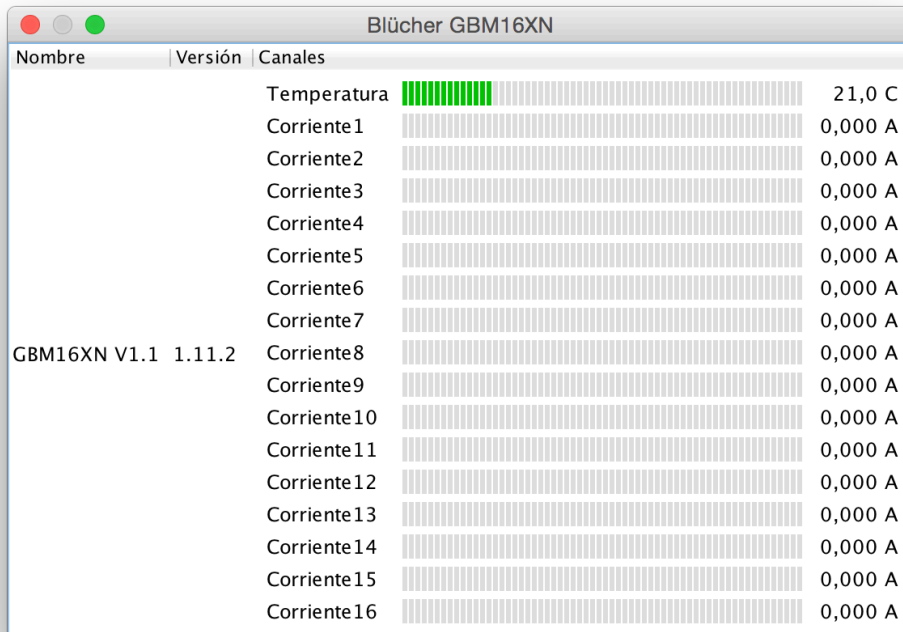 Blücher GBM16XN
Nombre Versión Canales
Temperatura 21,0 C
Corriente1 0,000 A
Corriente2 0,000 A
Corriente3 0,000 A
Corriente4 0,000 A
Corriente5 0,000 A
Corriente6 0,000 A
Corriente7 0,000 A
GBM16XN V1.1 1.11.2 Corriente8 0,000 A
Corriente9 0,000 A
Corriente10 0,000 A
Corriente11 0,000 A
Corriente12 0,000 A
Corriente13 0,000 A
Corriente14 0,000 A
Corriente15 0,000 A
Corriente16 0,000 A